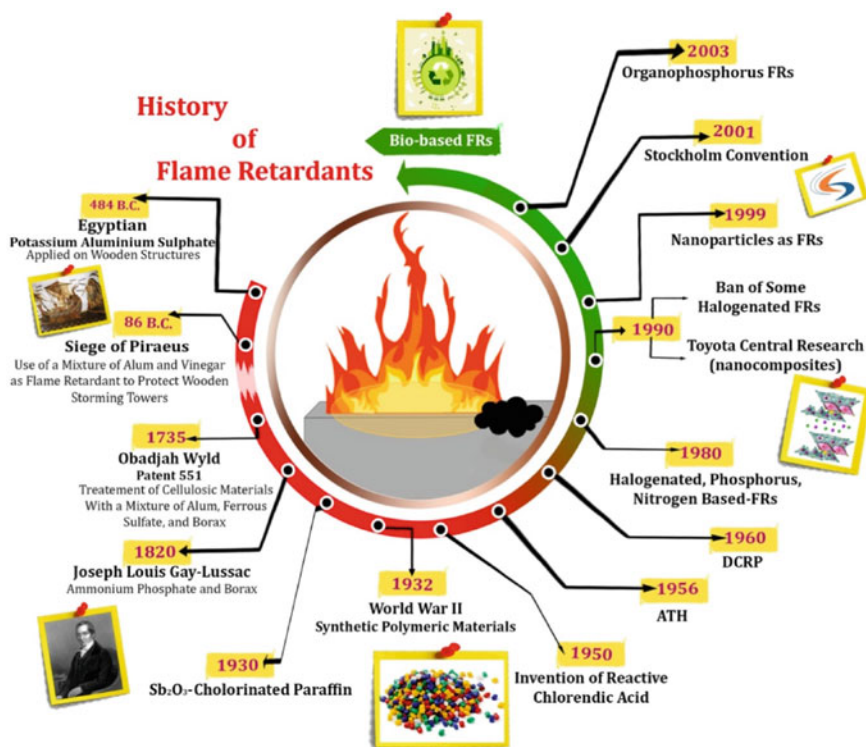 History
of
Flame Retardants
Bio-based FRs
484 B.C.
Egyptian
Potassium Aluminium Sulphate
Applied on Wooden Structures
86 B.C.
Siege of Piraeus
Use of a Mixture of Alum and Vinegar
as Flame Retardant to Protect Wooden
Storming Towers
1735
Obadjah Wyld
Patent 551
Treatement of Cellulosic Materials
With a Mixture of Alum, Ferrous
Sulfate, and Borax
1820
Joseph Louis Gay-Lussac
Ammonium Phosphate and Borax
1930
Sb₂O₃-Cholorinated Paraffin
1932
World War II
Synthetic Polymeric Materials
1950
Invention of Reactive
Chlorendic Acid
1956
ATH
1960
DCRP
1980
Halogenated, Phosphorus,
Nitrogen Based-FRs
1990
Ban of Some
Halogenated FRs
Toyota Central Research
(nanocomposites)
1999
Nanoparticles as FRs
2001
Stockholm Convention
2003
Organophosphorus FRs